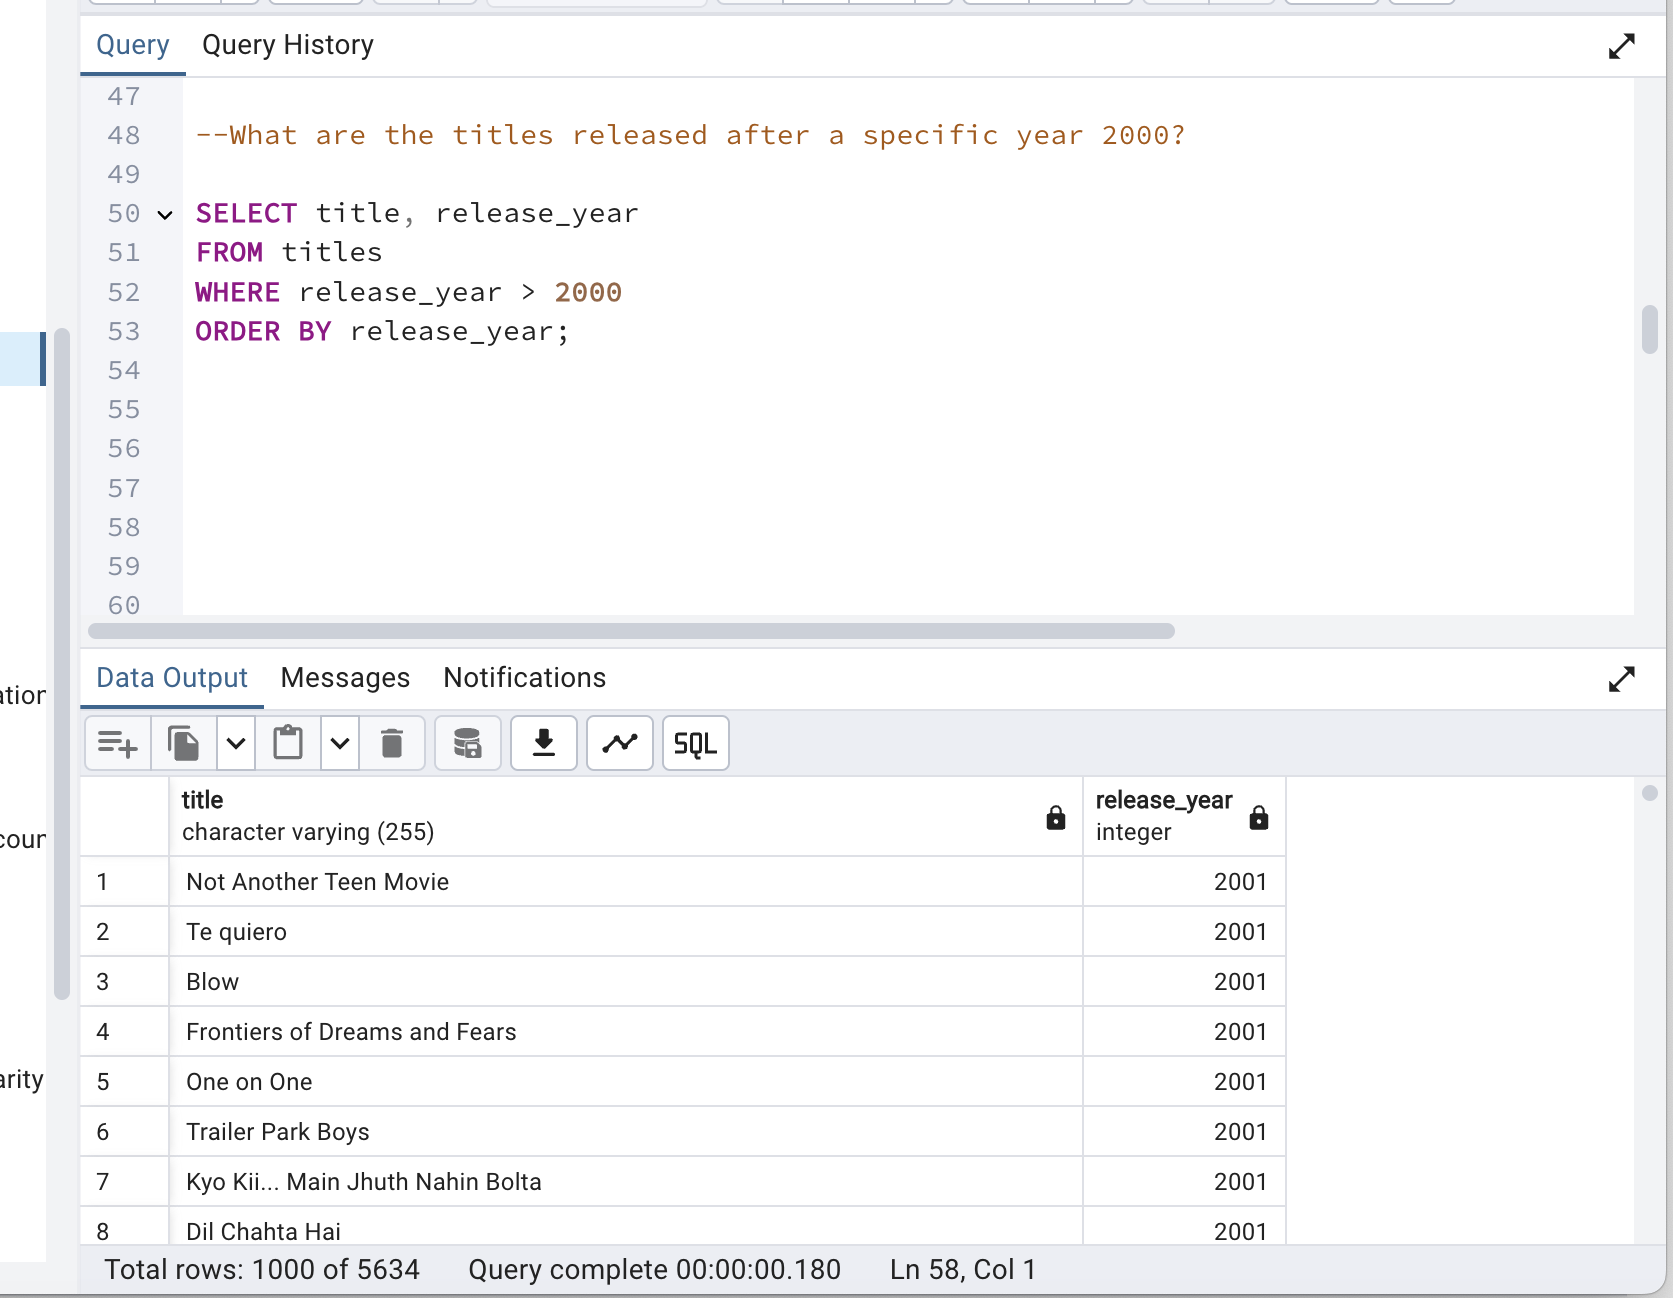 Query Query History
47
48 --What are the titles released after a specific year 2000?
49
50 SELECT title, release_year
51 FROM titles
52 WHERE release_year > 2000
53 ORDER BY release_year;
54
55
56
57
58
59
60
Data Output Messages Notifications
SQL
title release_year
character varying (255) integer
1 Not Another Teen Movie 2001
2 Te quiero 2001
3 Blow 2001
4 Frontiers of Dreams and Fears 2001
5 One on One 2001
6 Trailer Park Boys 2001
7 Kyo Kii... Main Jhuth Nahin Bolta 2001
8 Dil Chahta Hai 2001
Total rows: 1000 of 5634 Query complete 00:00:00.180 Ln 58, Col 1
ation
coun
arity